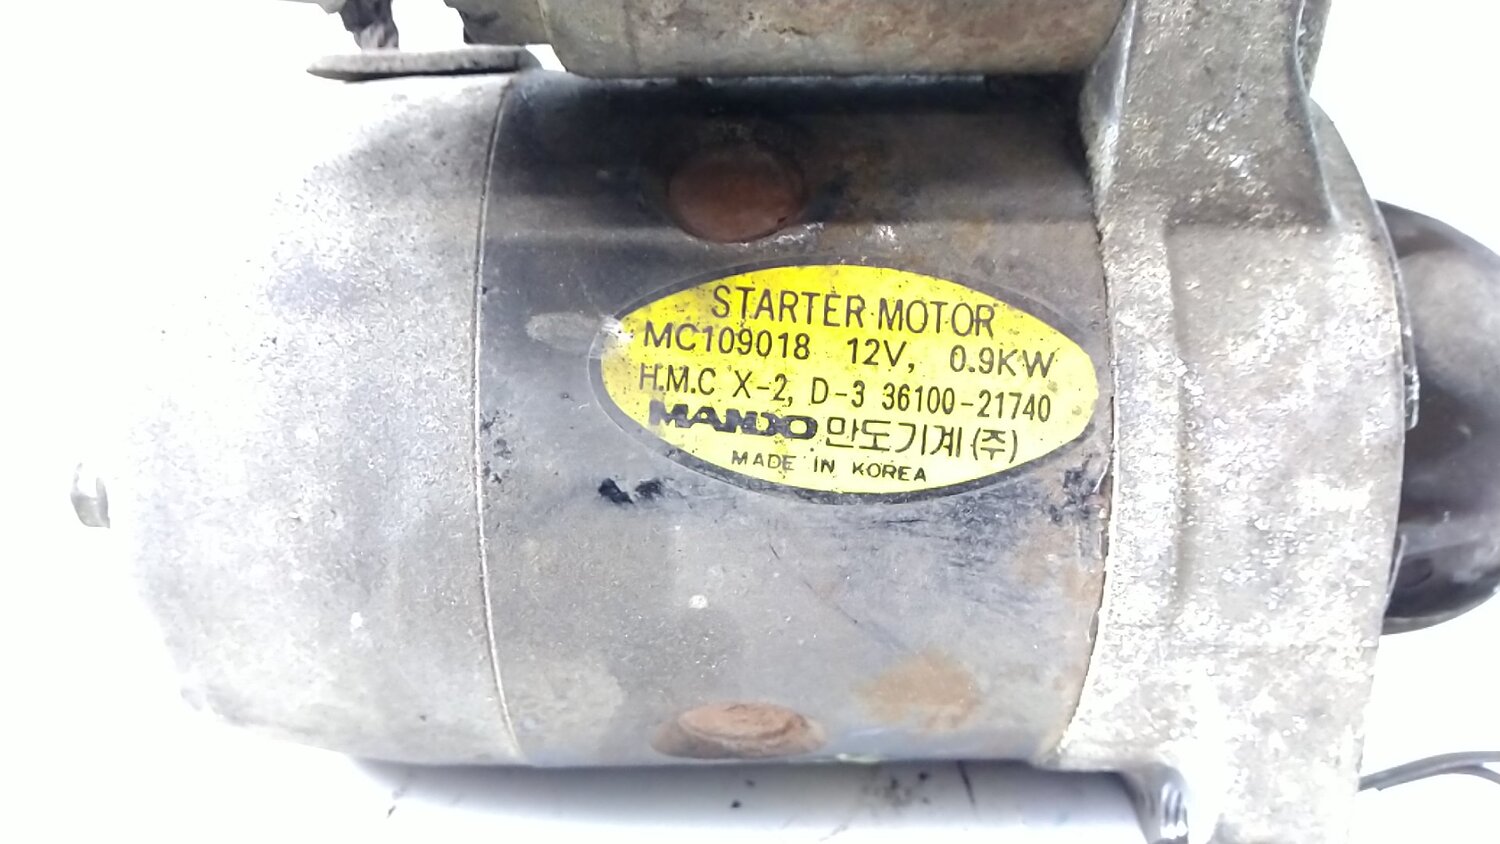 STARTER MOTOR
MC109018 12V, 0.9KW
H.M.C X-2, D-3 36100-21740
MANDO 만도기계(주)
MADE IN KOREA